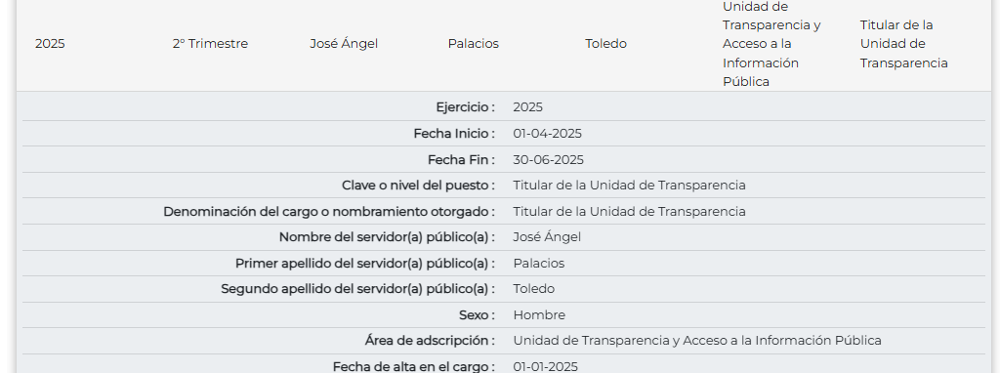 2025 2° Trimestre José Ángel Palacios Toledo Unidad de Transparencia y Acceso a la Información Pública Titular de la Unidad de Transparencia
Ejercicio : 2025
Fecha Inicio : 01-04-2025
Fecha Fin : 30-06-2025
Clave o nivel del puesto : Titular de la Unidad de Transparencia
Denominación del cargo o nombramiento otorgado : Titular de la Unidad de Transparencia
Nombre del servidor(a) público(a) : José Ángel
Primer apellido del servidor(a) público(a) : Palacios
Segundo apellido del servidor(a) público(a) : Toledo
Sexo : Hombre
Área de adscripción : Unidad de Transparencia y Acceso a la Información Pública
Fecha de alta en el cargo : 01-01-2025